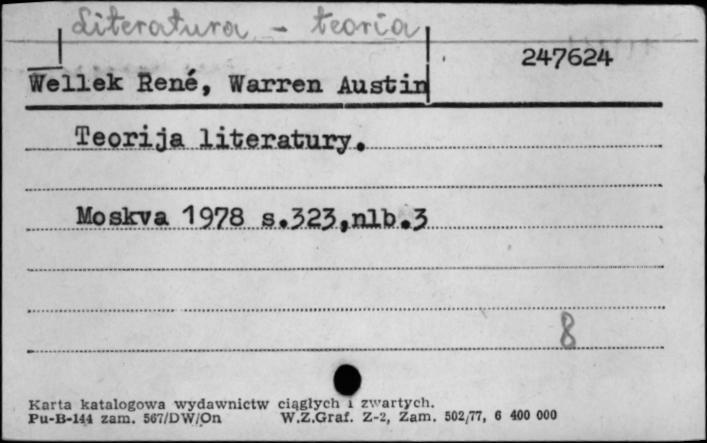 Literatura - teoria
247624
Wellek René, Warren Austin
Teorija literatury.
Moskva 1978 s.323,nlb.3
8
Karta katalogowa wydawnictw ciągłych i zwartych.
Pu-B-144 zam. 567/DW/On W.Z.Graf. Z-2, Zam. 502/77, 6 400 000